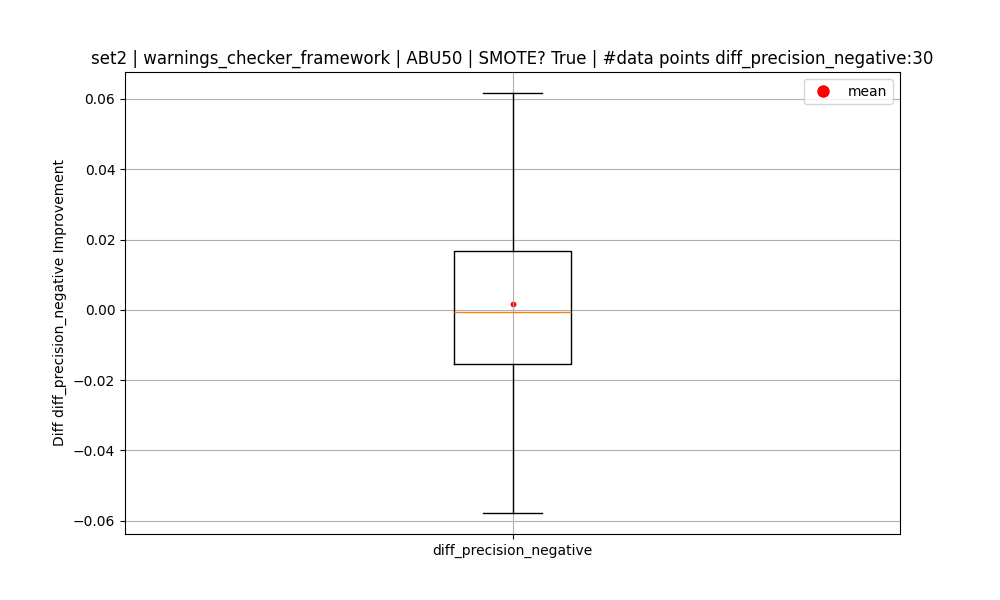 set2 | warnings_checker_framework | ABU50 | SMOTE? True | #data points diff_precision_negative:30
mean
0.06
0.04
0.02
0.00
−0.02
−0.04
−0.06
Diff diff_precision_negative Improvement
diff_precision_negative